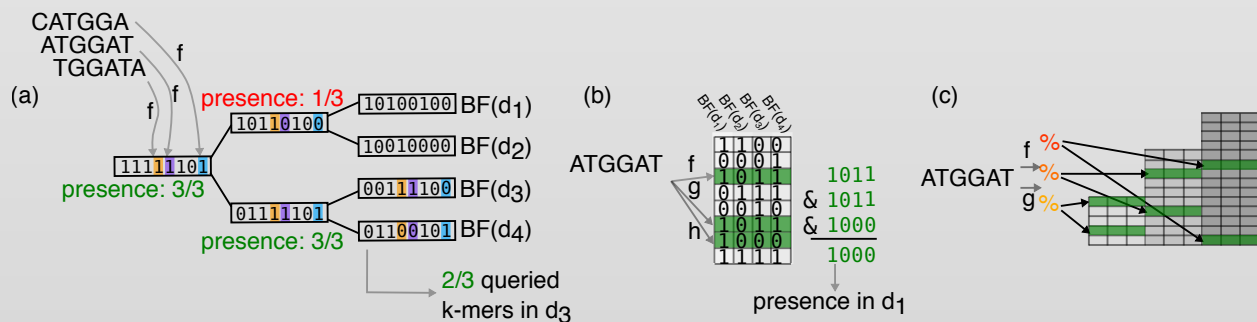 CATGGA
ATGGAT
TGGATA
f
f
f
(a)
presence: 1/3
10110100
10100100 BF(d1)
10010000 BF(d2)
11111101
presence: 3/3
00111100 BF(d3)
01111101
presence: 3/3
01100101 BF(d4)
2/3 queried
k-mers in d3
(b)
BF(d1) BF(d2) BF(d3) BF(d4)
ATGGAT
f
g
h
1100
0001
1011
0111
0010
1011
1000
1111
1011
& 1011
& 1000
1000
presence in d1
(c)
ATGGAT
f
g
%
%
%